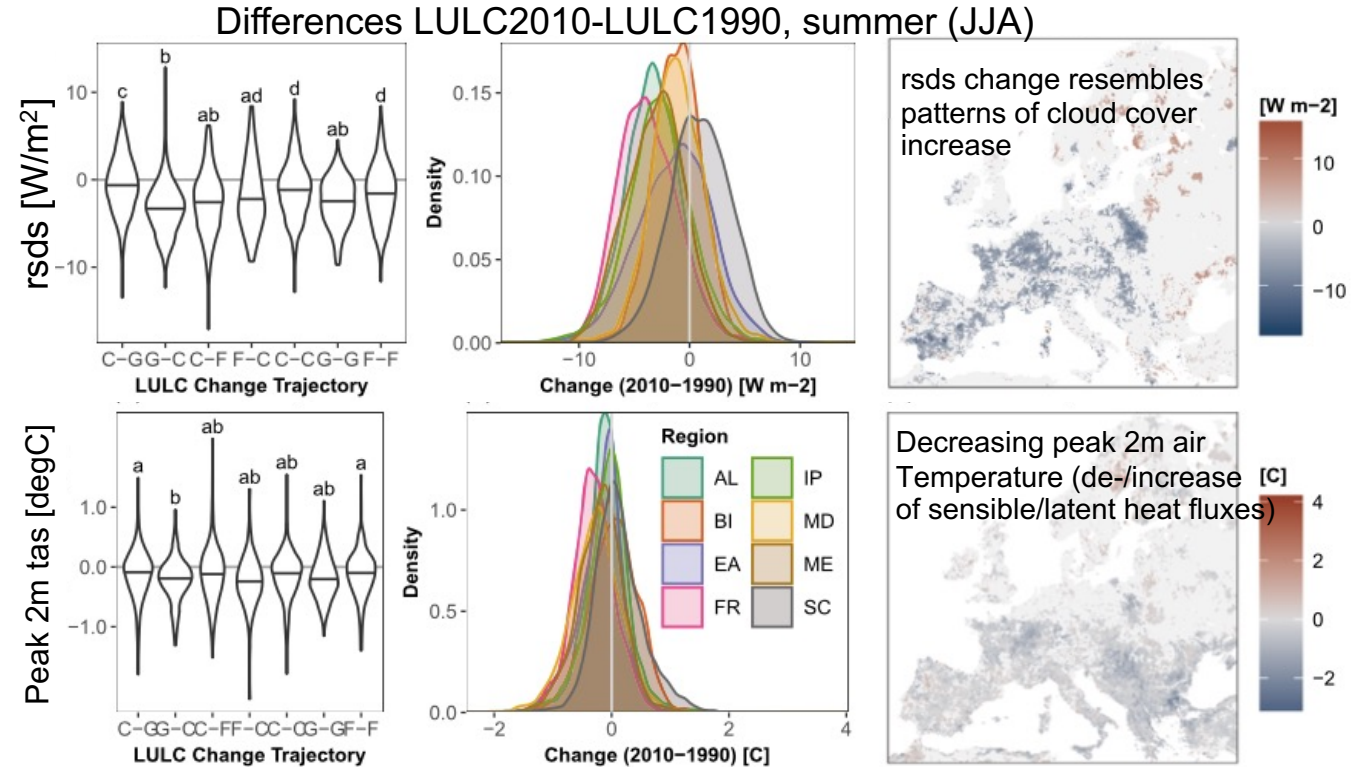 Differences LULC2010-LULC1990, summer (JJA)
rsds [W/m²]
10
0
−10
c
b
ab
ad
d
ab
d
C−G
G−C
C−F
F−C
C−C
G−G
F−F
LULC Change Trajectory
Density
0.15
0.10
0.05
0.00
−10
0
10
Change (2010−1990) [W m−2]
rsds change resembles
patterns of cloud cover
increase
[W m−2]
10
0
−10
Peak 2m tas [degC]
1.0
0.0
−1.0
a
b
ab
ab
ab
ab
a
C−G
G−C
C−F
F−C
C−C
G−G
F−F
LULC Change Trajectory
Density
1.0
0.5
0.0
−2
0
2
4
Change (2010−1990) [C]
Region
AL
IP
BI
MD
EA
ME
FR
SC
Decreasing peak 2m air
Temperature (de-/increase
of sensible/latent heat fluxes)
[C]
4
2
0
−2